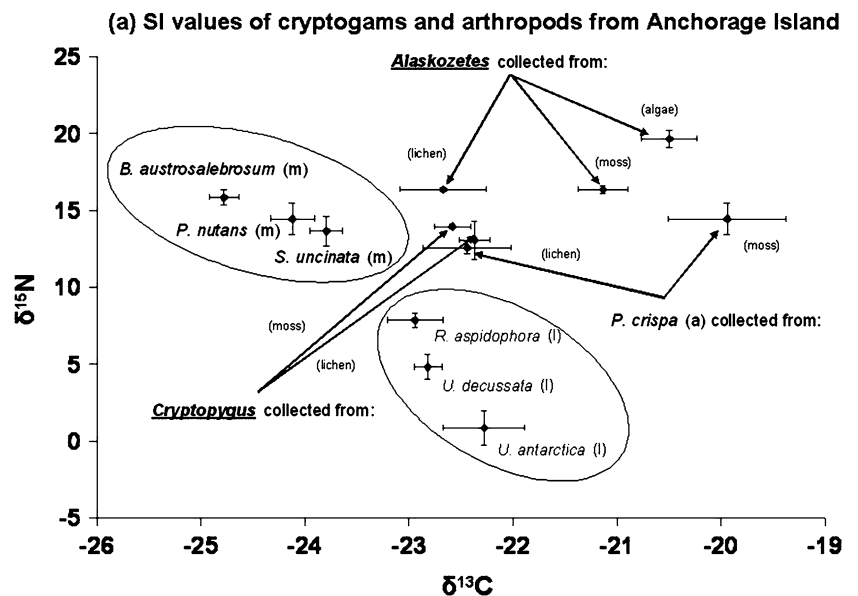 (a) SI values of cryptogams and arthropods from Anchorage Island
25
Alaskozetes collected from:
20
(algae)
(lichen)
(moss)
B. austrosalebrosum (m)
15
P. nutans (m)
S. uncinata (m)
(lichen)
(moss)
δ15N
10
(moss)
P. crispa (a) collected from:
R. aspidophora (l)
(lichen)
5
U. decussata (l)
Cryptopygus collected from:
0
U. antarctica (l)
-5
-26 -25 -24 -23 -22 -21 -20 -19
δ13C